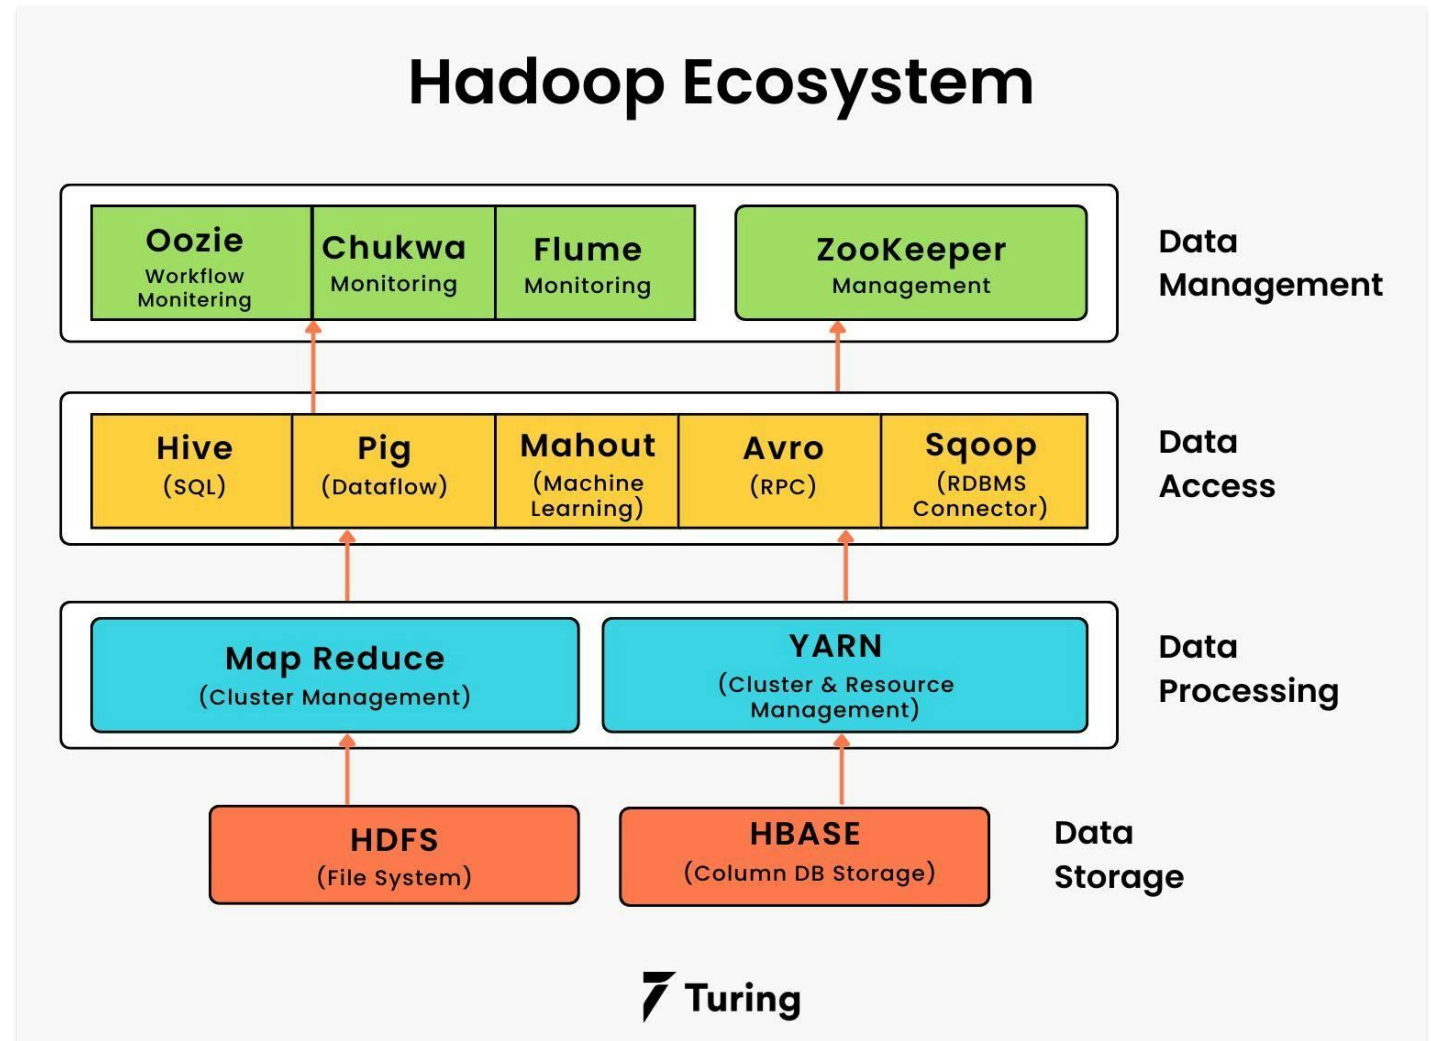 Hadoop Ecosystem
Oozie
Workflow
Monitering
Chukwa
Monitoring
Flume
Monitoring
ZooKeeper
Management
Data
Management
Hive
(SQL)
Pig
(Dataflow)
Mahout
(Machine
Learning)
Avro
(RPC)
Sqoop
(RDBMS
Connector)
Data
Access
Map Reduce
(Cluster Management)
YARN
(Cluster & Resource
Management)
Data
Processing
HDFS
(File System)
HBASE
(Column DB Storage)
Data
Storage
Turing